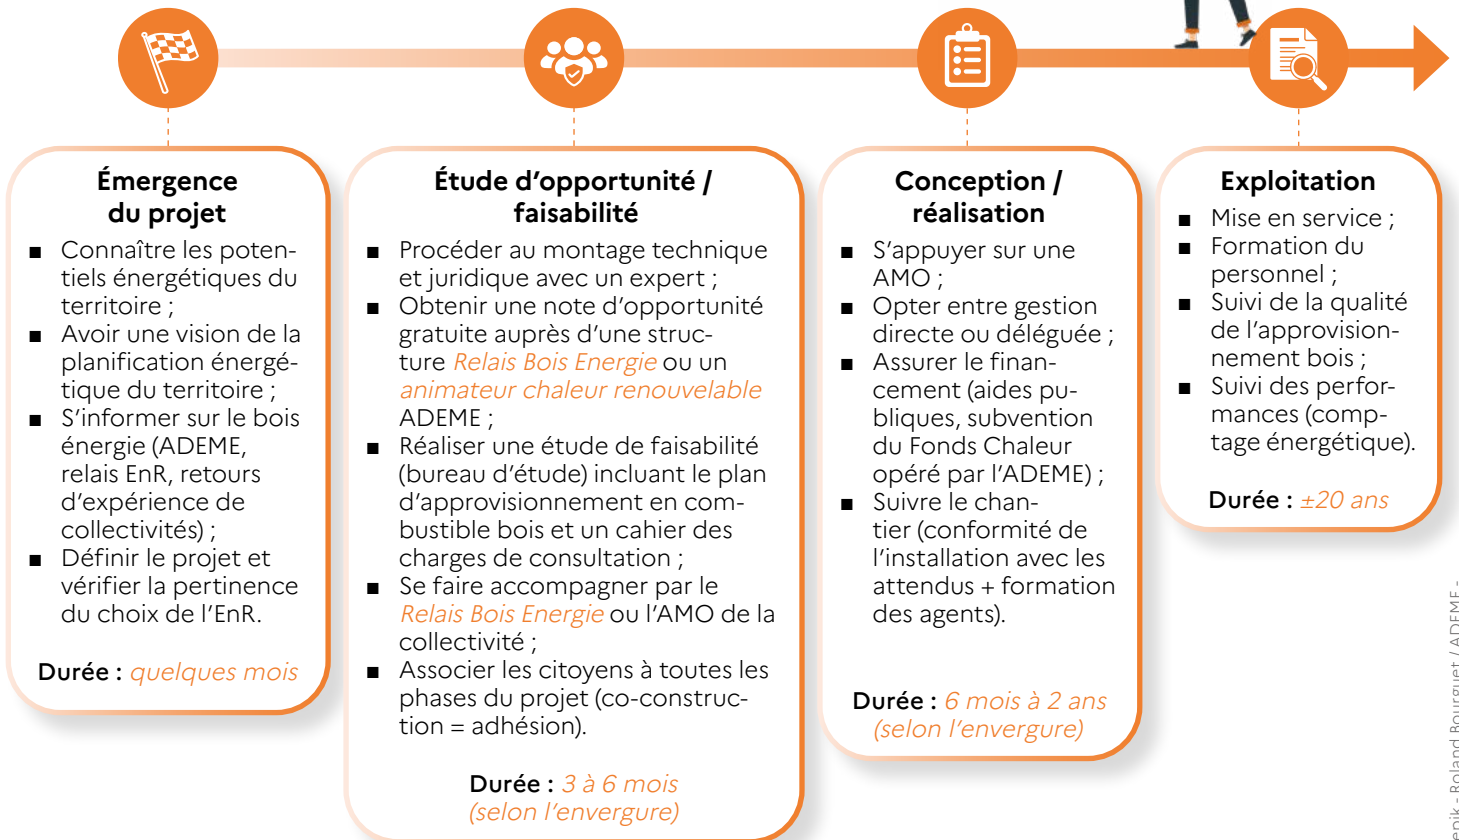 Émergence
du projet
■ Connaître les poten-
tiels énergétiques du
territoire ;
■ Avoir une vision de la
planification énergé-
tique du territoire ;
■ S'informer sur le bois
énergie (ADEME,
relais EnR, retours
d'expérience de
collectivités) ;
■ Définir le projet et
vérifier la pertinence
du choix de l'EnR.
Durée : quelques mois
Étude d'opportunité /
faisabilité
■ Procéder au montage technique
et juridique avec un expert ;
■ Obtenir une note d'opportunité
gratuite auprès d'une struc-
ture Relais Bois Energie ou un
animateur chaleur renouvelable
ADEME ;
■ Réaliser une étude de faisabilité
(bureau d'étude) incluant le plan
d'approvisionnement en com-
bustible bois et un cahier des
charges de consultation ;
■ Se faire accompagner par le
Relais Bois Energie ou l'AMO de la
collectivité ;
■ Associer les citoyens à toutes les
phases du projet (co-construc-
tion = adhésion).
Durée : 3 à 6 mois
(selon l'envergure)
Conception /
réalisation
■ S'appuyer sur une
AMO ;
■ Opter entre gestion
directe ou déléguée ;
■ Assurer le finan-
cement (aides pu-
bliques, subvention
du Fonds Chaleur
opéré par l'ADEME) ;
■ Suivre le chan-
tier (conformité de
l'installation avec les
attendus + formation
des agents).
Durée : 6 mois à 2 ans
(selon l'envergure)
Exploitation
■ Mise en service ;
■ Formation du
personnel ;
■ Suivi de la qualité
de l'approvision-
nement bois ;
■ Suivi des perfor-
mances (comp-
tage énergétique).
Durée : ±20 ans
- Roland Bourguet / ADEME -